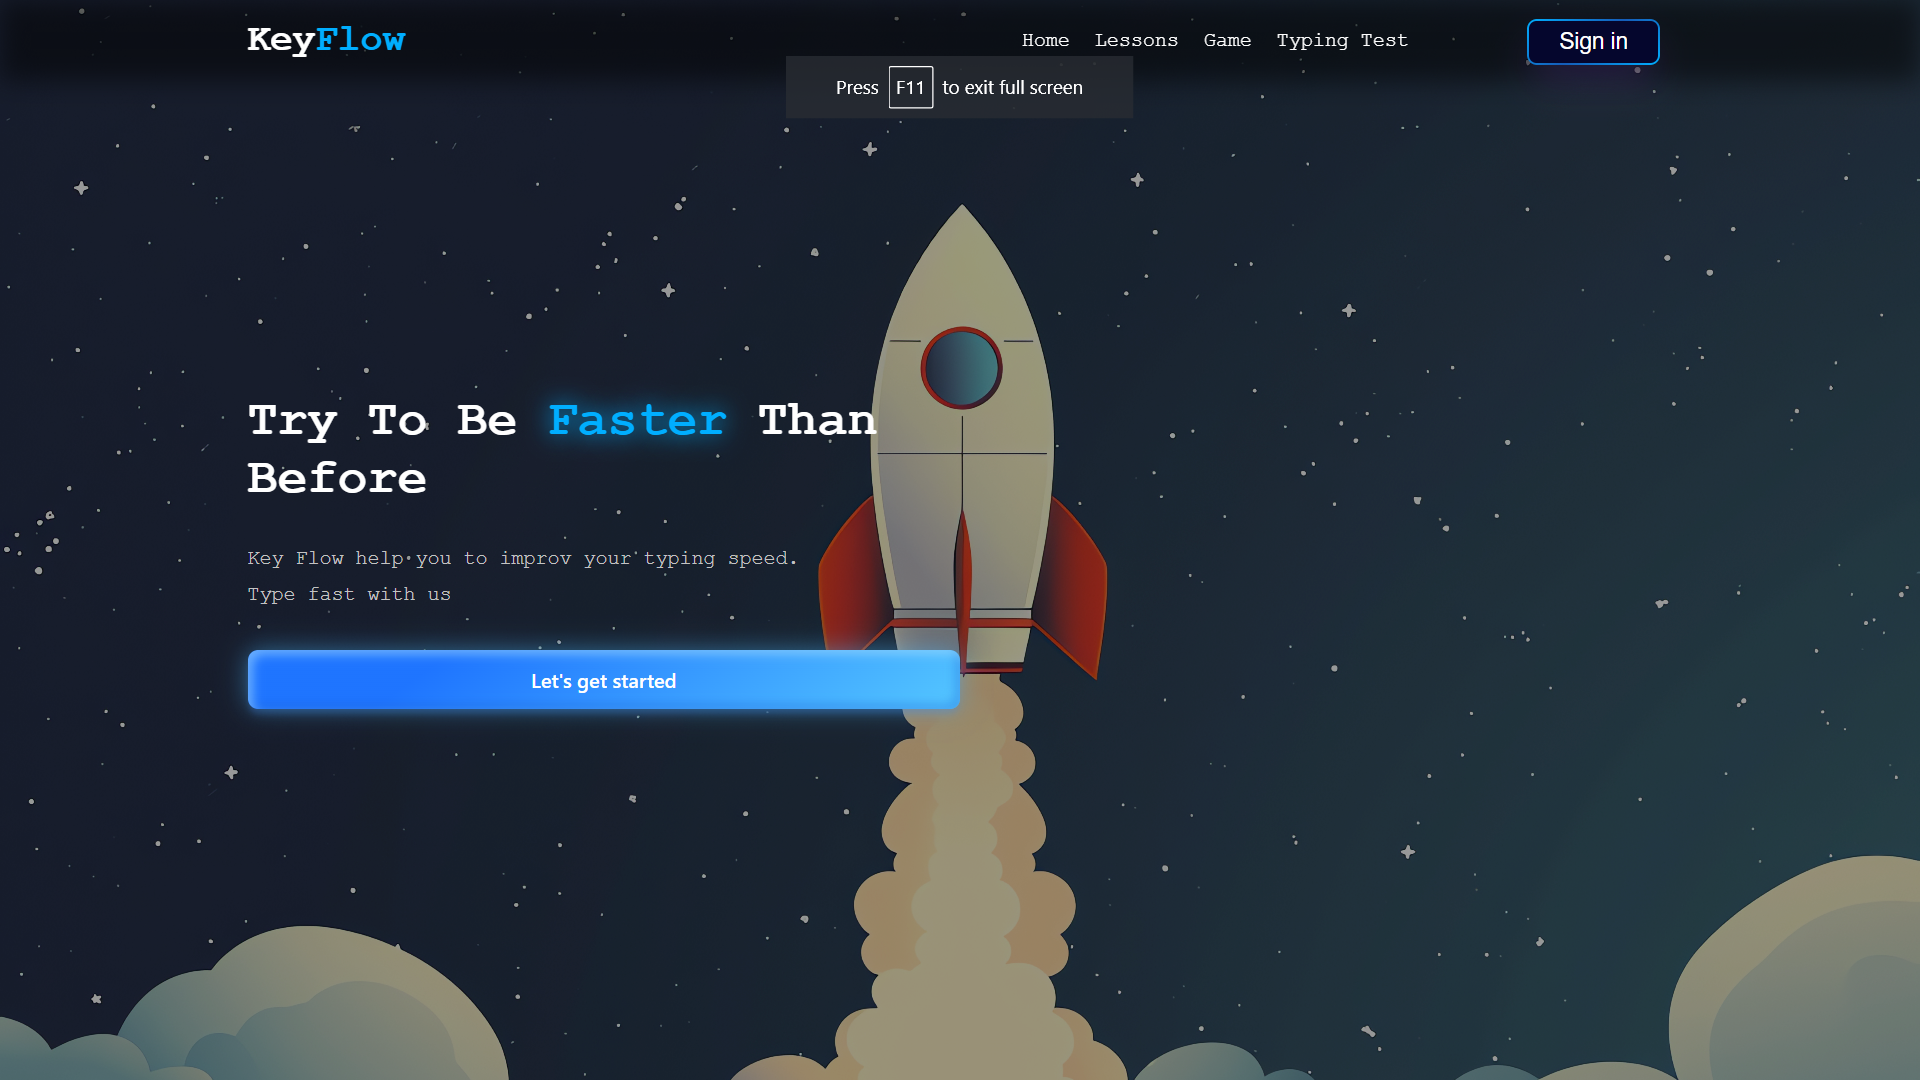 KeyFlow
Home Lessons Game Typing Test
Sign in
Press F11 to exit full screen
Try To Be Faster Than
Before
Key Flow help you to improv your typing speed.
Type fast with us
Let's get started